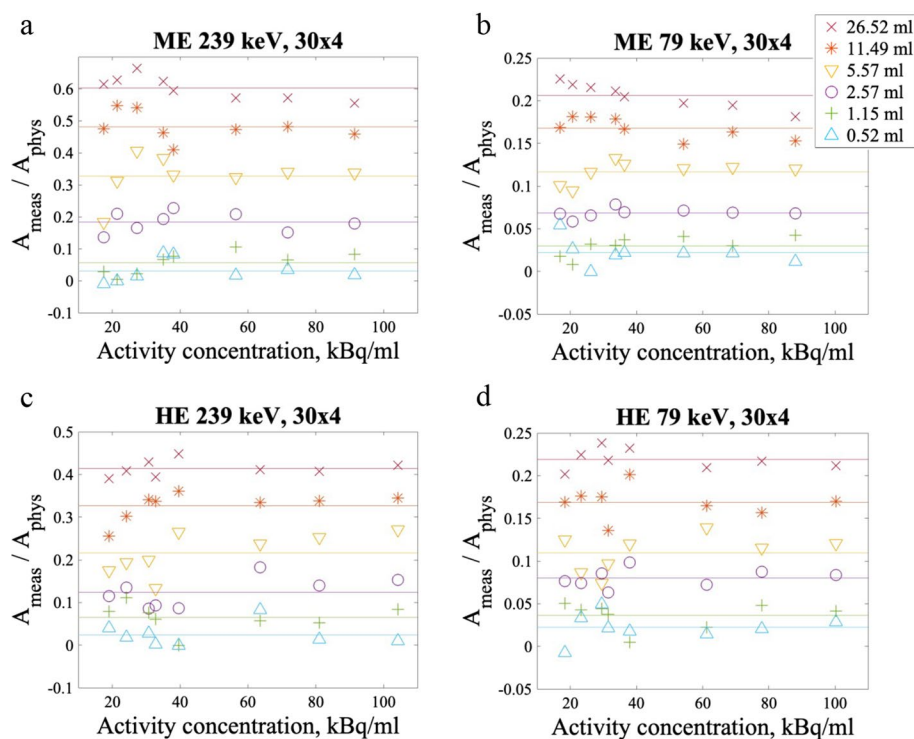 a
ME 239 keV, 30x4
0.6
0.5
0.4
0.3
0.2
0.1
0
-0.1
A_meas / A_phys
20 40 60 80 100
Activity concentration, kBq/ml
b
ME 79 keV, 30x4
0.25
0.2
0.15
0.1
0.05
0
-0.05
A_meas / A_phys
20 40 60 80 100
Activity concentration, kBq/ml
26.52 ml
11.49 ml
5.57 ml
2.57 ml
1.15 ml
0.52 ml
c
HE 239 keV, 30x4
0.5
0.4
0.3
0.2
0.1
0
-0.1
A_meas / A_phys
20 40 60 80 100
Activity concentration, kBq/ml
d
HE 79 keV, 30x4
0.25
0.2
0.15
0.1
0.05
0
-0.05
A_meas / A_phys
20 40 60 80 100
Activity concentration, kBq/ml